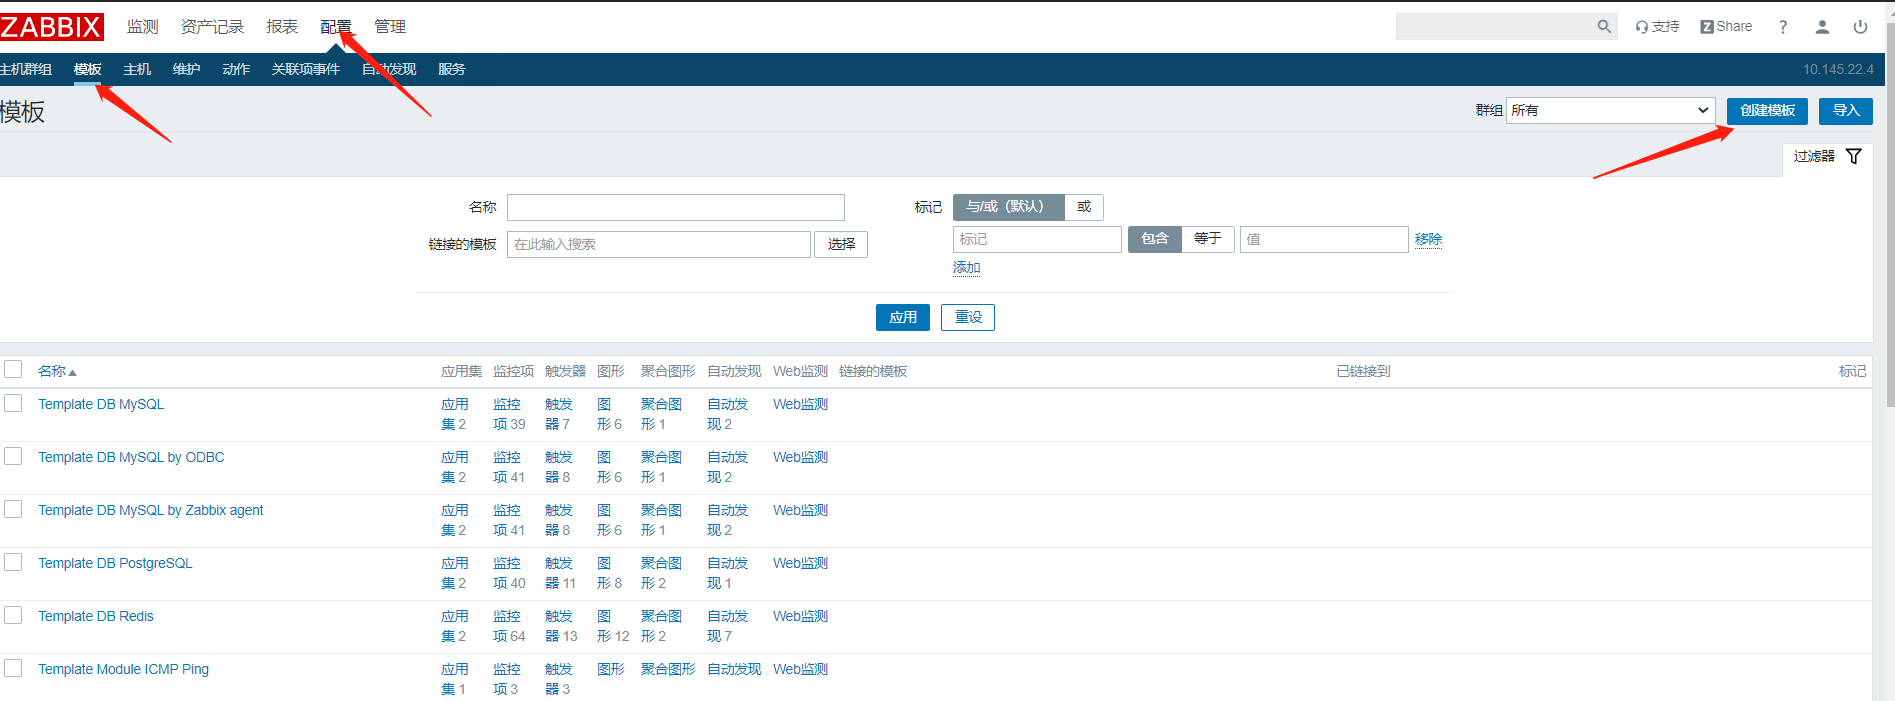 ZABBIX 监测 资产记录 报表 配置 管理 支持 Z Share ?
主机群组 模板 主机 维护 动作 关联项事件 自动发现 服务 10.145.22.4
模板 群组 所有 创建模板 导入
过滤器
名称 标记 与/或（默认） 或
链接的模板 在此输入搜索 选择 标记 包含 等于 值 移除
添加
应用 重设
名称 应用集 监控项 触发器 图形 聚合图形 自动发现 Web监测 链接的模板 已链接到 标记
Template DB MySQL 应用 监控 触发 图 聚合图 自动发 Web监测
集 2 项 39 器 7 形 6 形 1 现 2
Template DB MySQL by ODBC 应用 监控 触发 图 聚合图 自动发 Web监测
集 2 项 41 器 8 形 6 形 1 现 2
Template DB MySQL by Zabbix agent 应用 监控 触发 图 聚合图 自动发 Web监测
集 2 项 41 器 8 形 6 形 1 现 2
Template DB PostgreSQL 应用 监控 触发 图 聚合图 自动发 Web监测
集 2 项 40 器 11 形 8 形 2 现 1
Template DB Redis 应用 监控 触发 图 聚合图 自动发 Web监测
集 2 项 64 器 13 形 12 形 2 现 7
Template Module ICMP Ping 应用 监控 触发 图形 聚合图形 自动发现 Web监测
集 1 项 3 器 3